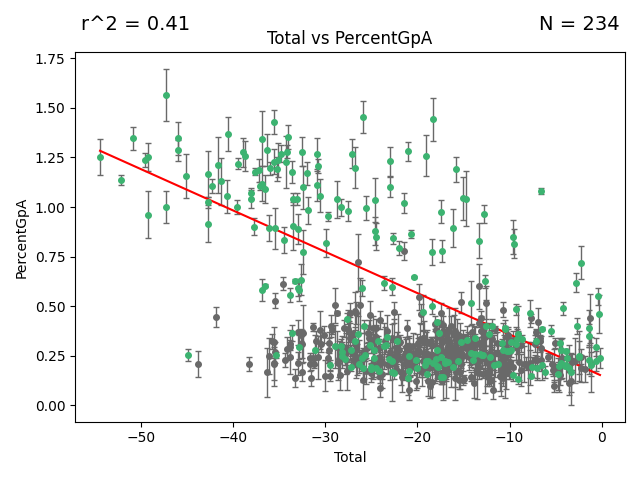 r^2 = 0.41
N = 234
Total vs PercentGpA
1.75
1.50
1.25
1.00
0.75
0.50
0.25
0.00
PercentGpA
−50
−40
−30
−20
−10
0
Total